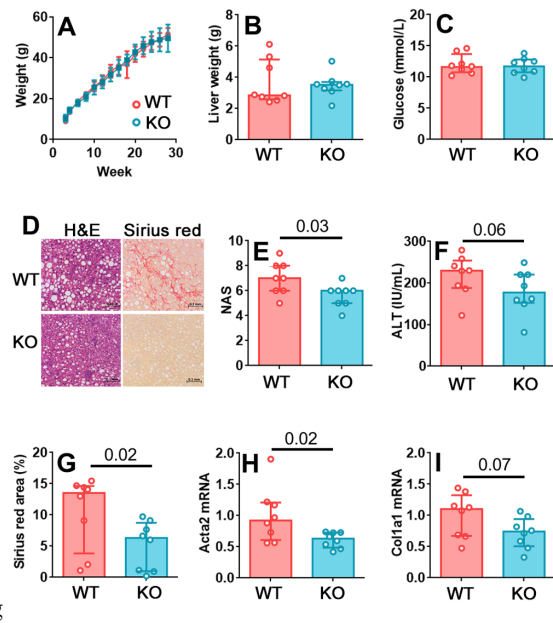 A
Weight (g)
60
40
20
0
WT
KO
0 10 20 30
Week
B
Liver weight (g)
8
6
4
2
0
WT KO
C
Glucose (mmol/L)
20
15
10
5
0
WT KO
D
H&E Sirius red
WT
KO
E
0.03
NAS
10
8
6
4
2
0
WT KO
F
0.06
ALT (IU/mL)
300
200
100
0
WT KO
G
0.02
Sirius red area (%)
20
15
10
5
0
WT KO
H
0.02
Acta2 mRNA
2.0
1.5
1.0
0.5
0.0
WT KO
I
0.07
Col1a1 mRNA
2.0
1.5
1.0
0.5
0.0
WT KO
g